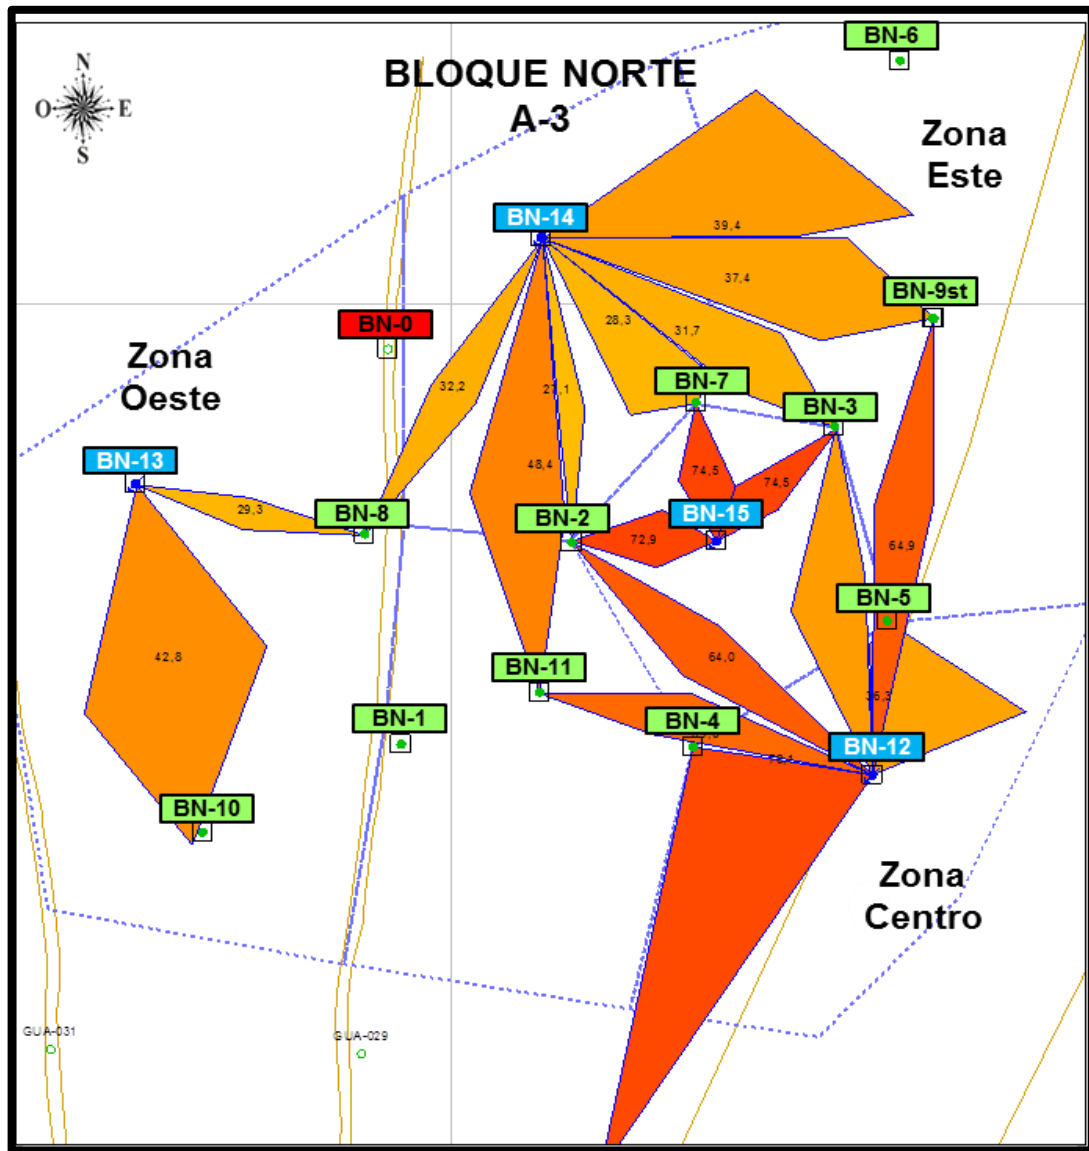 BN-6
BLOQUE NORTE
A-3
N
O
E
S
Zona
Este
BN-14
39,4
37,4
BN-9st
BN-0
28,3
31,7
Zona
Oeste
32,2
27,1
BN-7
BN-3
BN-13
48,4
74,5
74,5
29,3
BN-8
BN-2
BN-15
72,9
64,9
BN-5
42,8
64,0
BN-11
36,3
BN-1
BN-4
BN-12
BN-10
Zona
Centro
GUA-031
GUA-029